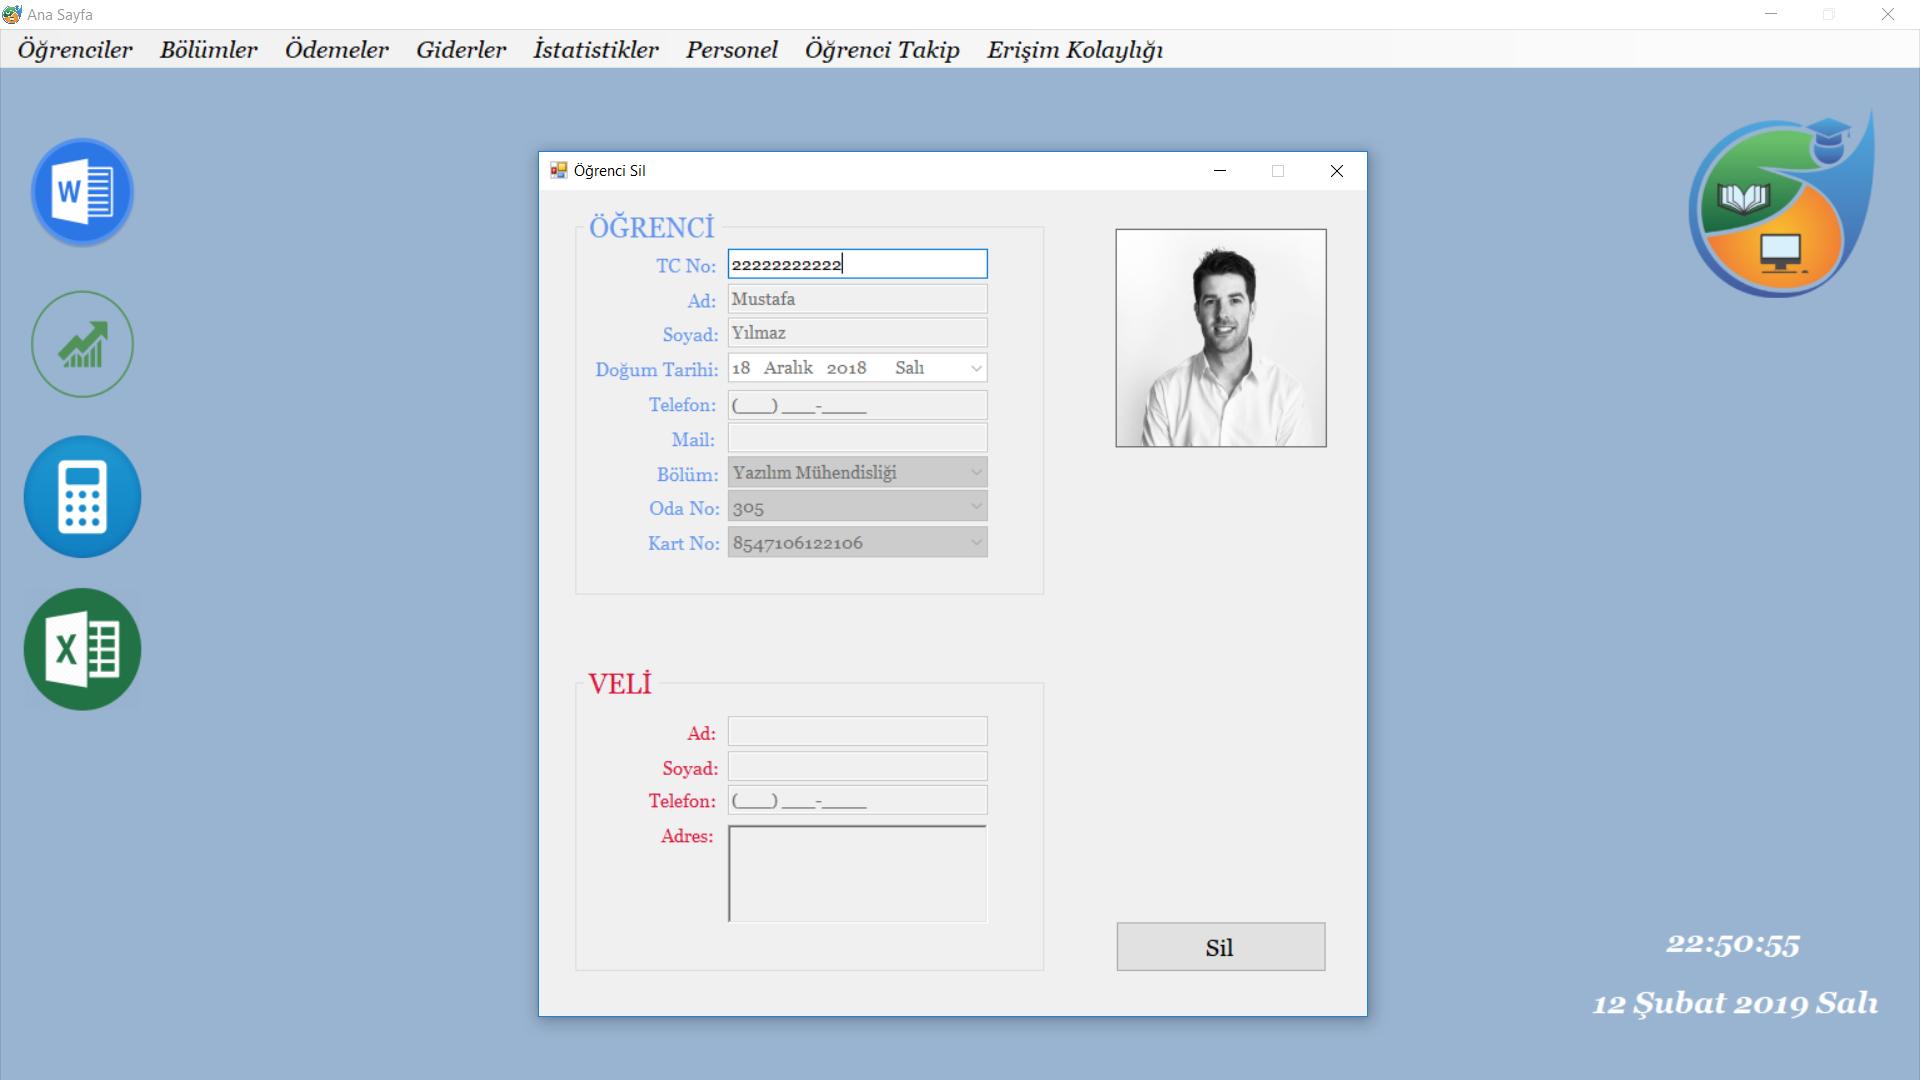 Ana Sayfa
Öğrenciler Bölümler Ödemeler Giderler İstatistikler Personel Öğrenci Takip Erişim Kolaylığı
W
X
Öğrenci Sil
ÖĞRENCİ
TC No: 22222222222
Ad: Mustafa
Soyad: Yılmaz
Doğum Tarihi: 18 Aralık 2018 Salı
Telefon: (___) ___-____
Mail:
Bölüm: Yazılım Mühendisliği
Oda No: 305
Kart No: 8547106122106
VELİ
Ad:
Soyad:
Telefon: (___) ___-____
Adres:
Sil
22:50:55
12 Şubat 2019 Salı